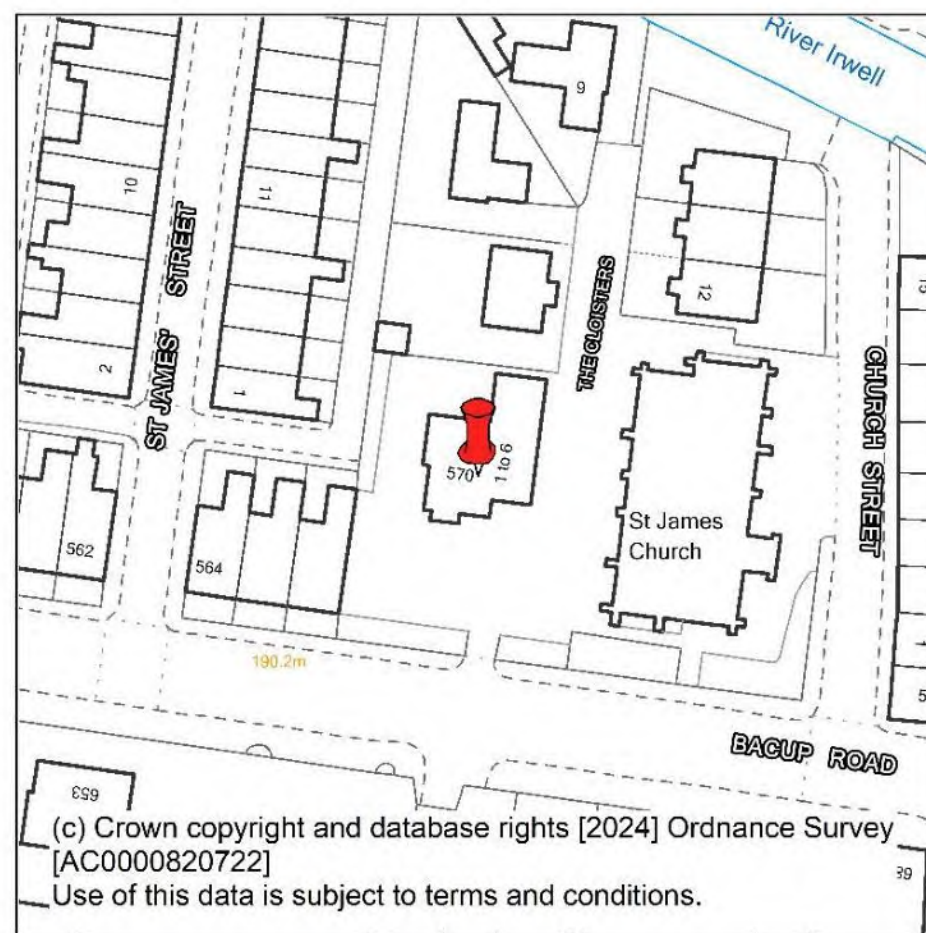 River Irwell
9
10
11
ST JAMES' STREET
THE CLOISTERS
12
2
1
CHURCH STREET
570
1 to 6
St James
Church
562
564
190.2m
BACUP ROAD
653
(c) Crown copyright and database rights [2024] Ordnance Survey
[AC0000820722]
Use of this data is subject to terms and conditions.